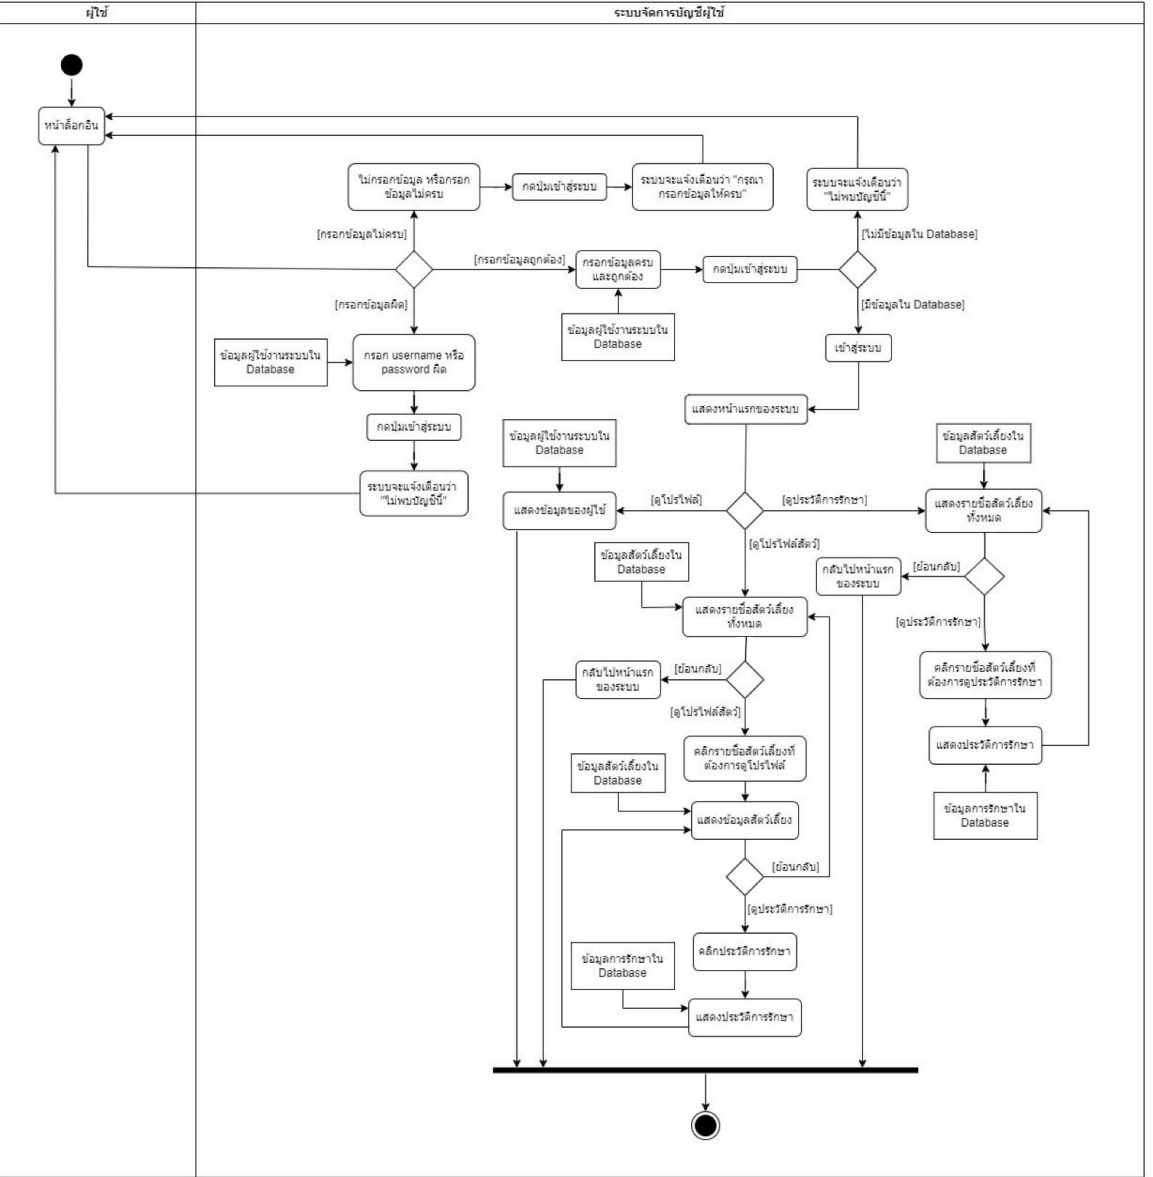 ผู้ใช้
ระบบจัดการบัญชีผู้ใช้
หน้าล็อกอิน
ไม่กรอกข้อมูล หรือกรอก
ข้อมูลไม่ครบ
กดปุ่มเข้าสู่ระบบ
ระบบจะแจ้งเตือนว่า "กรุณา
กรอกข้อมูลให้ครบ"
ระบบจะแจ้งเตือนว่า
"ไม่พบบัญชีนี้"
[กรอกข้อมูลไม่ครบ]
[ไม่มีข้อมูลใน Database]
[กรอกข้อมูลถูกต้อง]
กรอกข้อมูลครบ
และถูกต้อง
กดปุ่มเข้าสู่ระบบ
[กรอกข้อมูลผิด]
[มีข้อมูลใน Database]
ข้อมูลผู้ใช้งานระบบใน
Database
กรอก username หรือ
password ผิด
ข้อมูลผู้ใช้งานระบบใน
Database
เข้าสู่ระบบ
กดปุ่มเข้าสู่ระบบ
แสดงหน้าแรกของระบบ
ระบบจะแจ้งเตือนว่า
"ไม่พบบัญชีนี้"
ข้อมูลผู้ใช้งานระบบใน
Database
ข้อมูลสัตว์เลี้ยงใน
Database
แสดงข้อมูลของผู้ใช้
[ดูโปรไฟล์]
[ดูประวัติการรักษา]
แสดงรายชื่อสัตว์เลี้ยง
ทั้งหมด
[ดูโปรไฟล์สัตว์]
ข้อมูลสัตว์เลี้ยงใน
Database
กลับไปหน้าแรก
ของระบบ
[ย้อนกลับ]
แสดงรายชื่อสัตว์เลี้ยง
ทั้งหมด
[ดูประวัติการรักษา]
กลับไปหน้าแรก
ของระบบ
[ย้อนกลับ]
คลิกรายชื่อสัตว์เลี้ยงที่
ต้องการดูประวัติการรักษา
[ดูโปรไฟล์สัตว์]
คลิกรายชื่อสัตว์เลี้ยงที่
ต้องการดูโปรไฟล์
แสดงประวัติการรักษา
ข้อมูลสัตว์เลี้ยงใน
Database
แสดงข้อมูลสัตว์เลี้ยง
ข้อมูลการรักษาใน
Database
[ย้อนกลับ]
[ดูประวัติการรักษา]
คลิกประวัติการรักษา
ข้อมูลการรักษาใน
Database
แสดงประวัติการรักษา